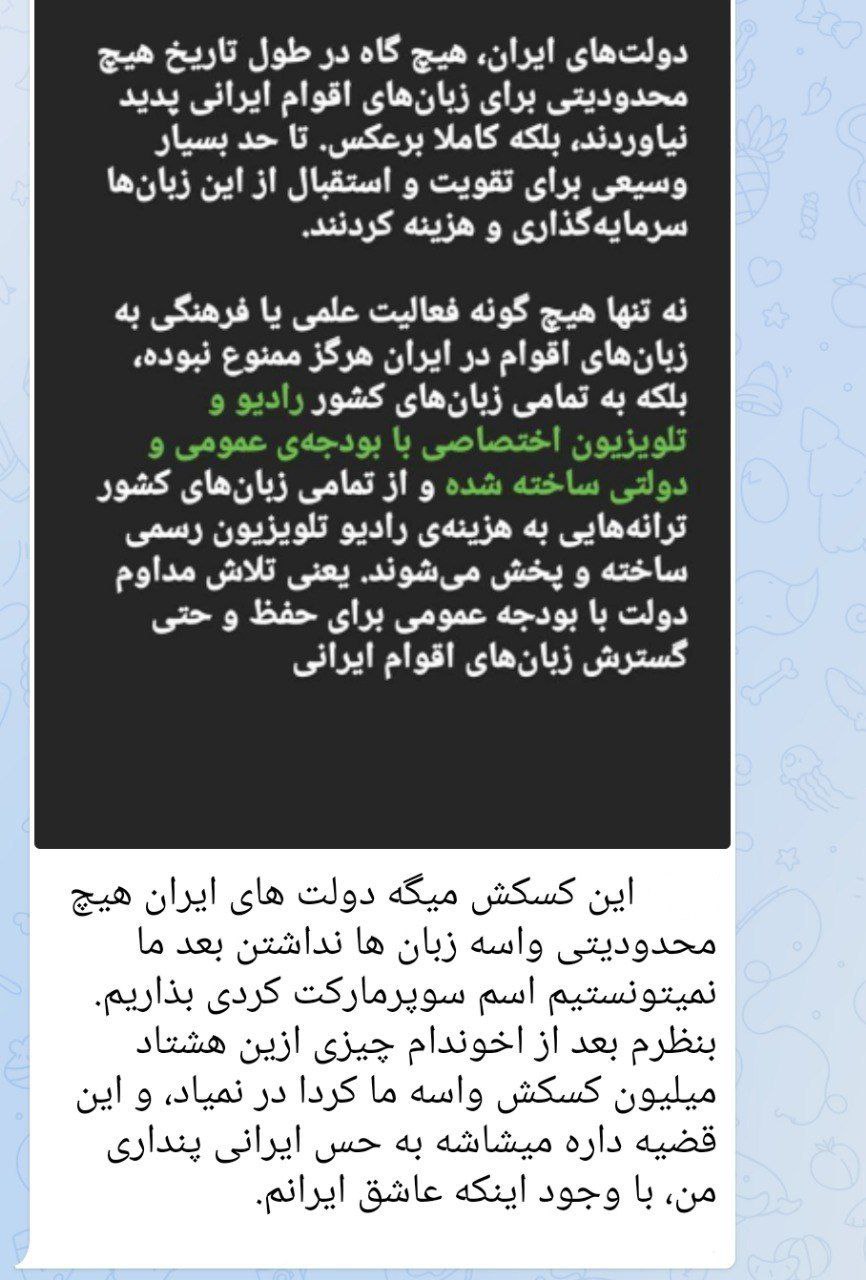 دولت‌های ایران، هیچ گاه در طول تاریخ هیچ
محدودیتی برای زبان‌های اقوام ایرانی پدید
نیاوردند، بلکه کاملا برعکس. تا حد بسیار
وسیعی برای تقویت و استقبال از این زبان‌ها
سرمایه‌گذاری و هزینه کردنند.
نه تنها هیچ گونه فعالیت علمی یا فرهنگی به
زبان‌های اقوام در ایران هرگز ممنوع نبوده،
بلکه به تمامی زبان‌های کشور رادیو و
تلویزیون اختصاصی با بودجه‌ی عمومی و
دولتی ساخته شده و از تمامی زبان‌های کشور
ترانه‌هایی به هزینه‌ی رادیو تلویزیون رسمی
ساخته و پخش می‌شوند. یعنی تلاش مداوم
دولت با بودجه عمومی برای حفظ و حتی
گسترش زبان‌های اقوام ایرانی
این کسکش میگه دولت های ایران هیچ
محدودیتی واسه زبان ها نداشتن بعد ما
نمیتونستیم اسم سوپرمارکت کردی بذاریم.
بنظرم بعد از اخوندام چیزی ازین هشتاد
میلیون کسکش واسه ما کردا در نمیاد، و این
قضیه داره میشاشه به حس ایرانی پنداری
من، با وجود اینکه عاشق ایرانم.